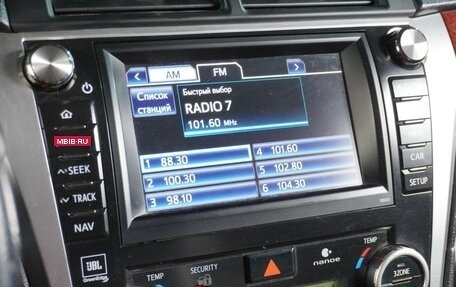 AM
FM
Список станций
Быстрый выбор
RADIO 7
101.60 MHz
1 88.30
4 101.60
2 100.30
5 102.80
3 98.10
6 104.30
MBIB.RU
SEEK
TRACK
NAV
JBL
GreenEdge
CAR
SETUP
TEMP
SECURITY
nanoe
TEMP
3ZONE